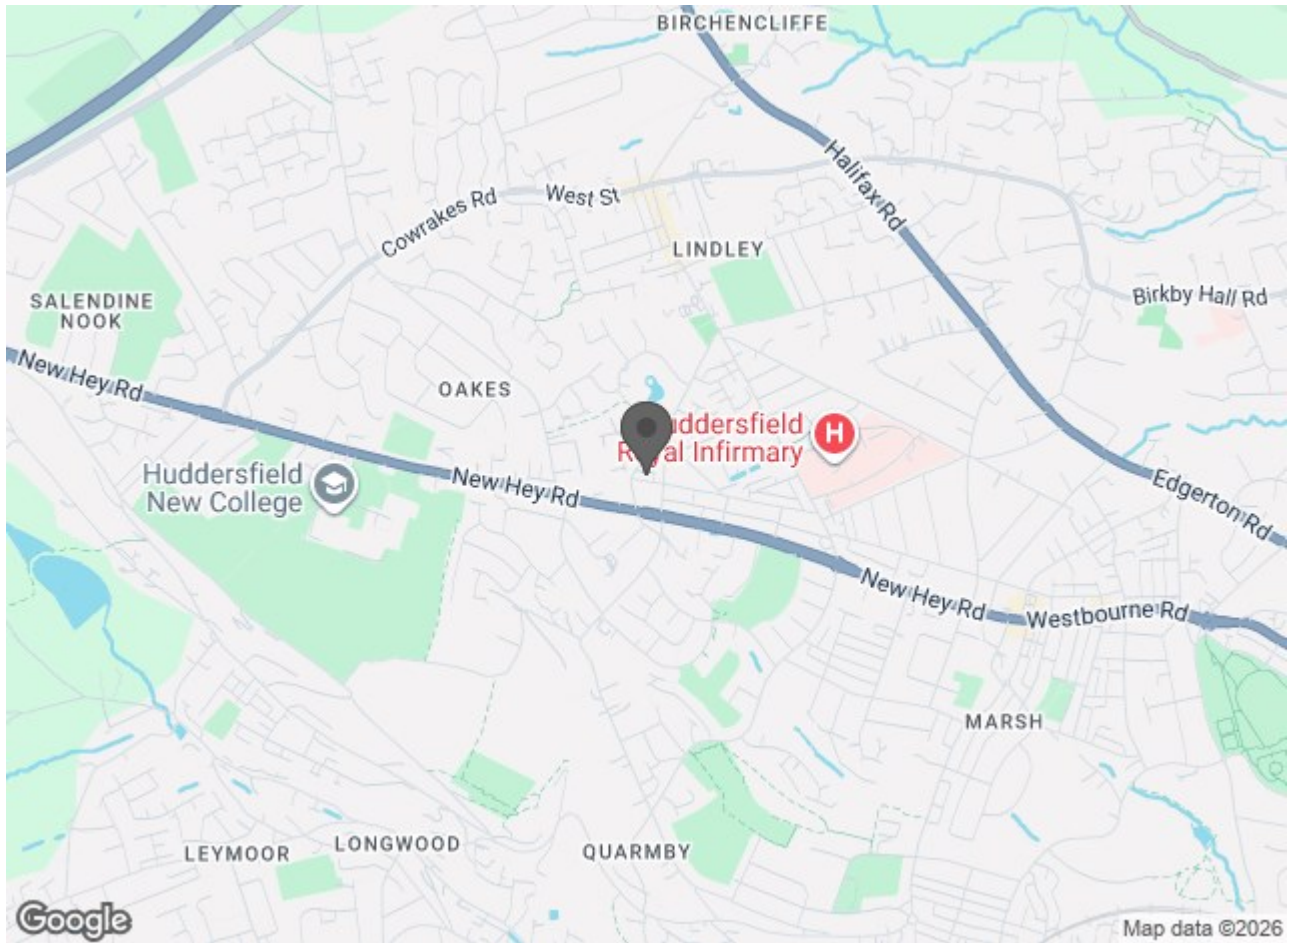 BIRCHENCLIFFE
Halifax Rd
West St
Cowrakes Rd
LINDLEY
Birkby Hall Rd
SALENDINE
NOOK
New Hey Rd
OAKES
uddersfield
Royal Infirmary
H
Huddersfield
New College
New Hey Rd
Edgerton Rd
New Hey Rd
Westbourne Rd
MARSH
LEYMOOR
LONGWOOD
QUARMBY
Google
Map data ©2026